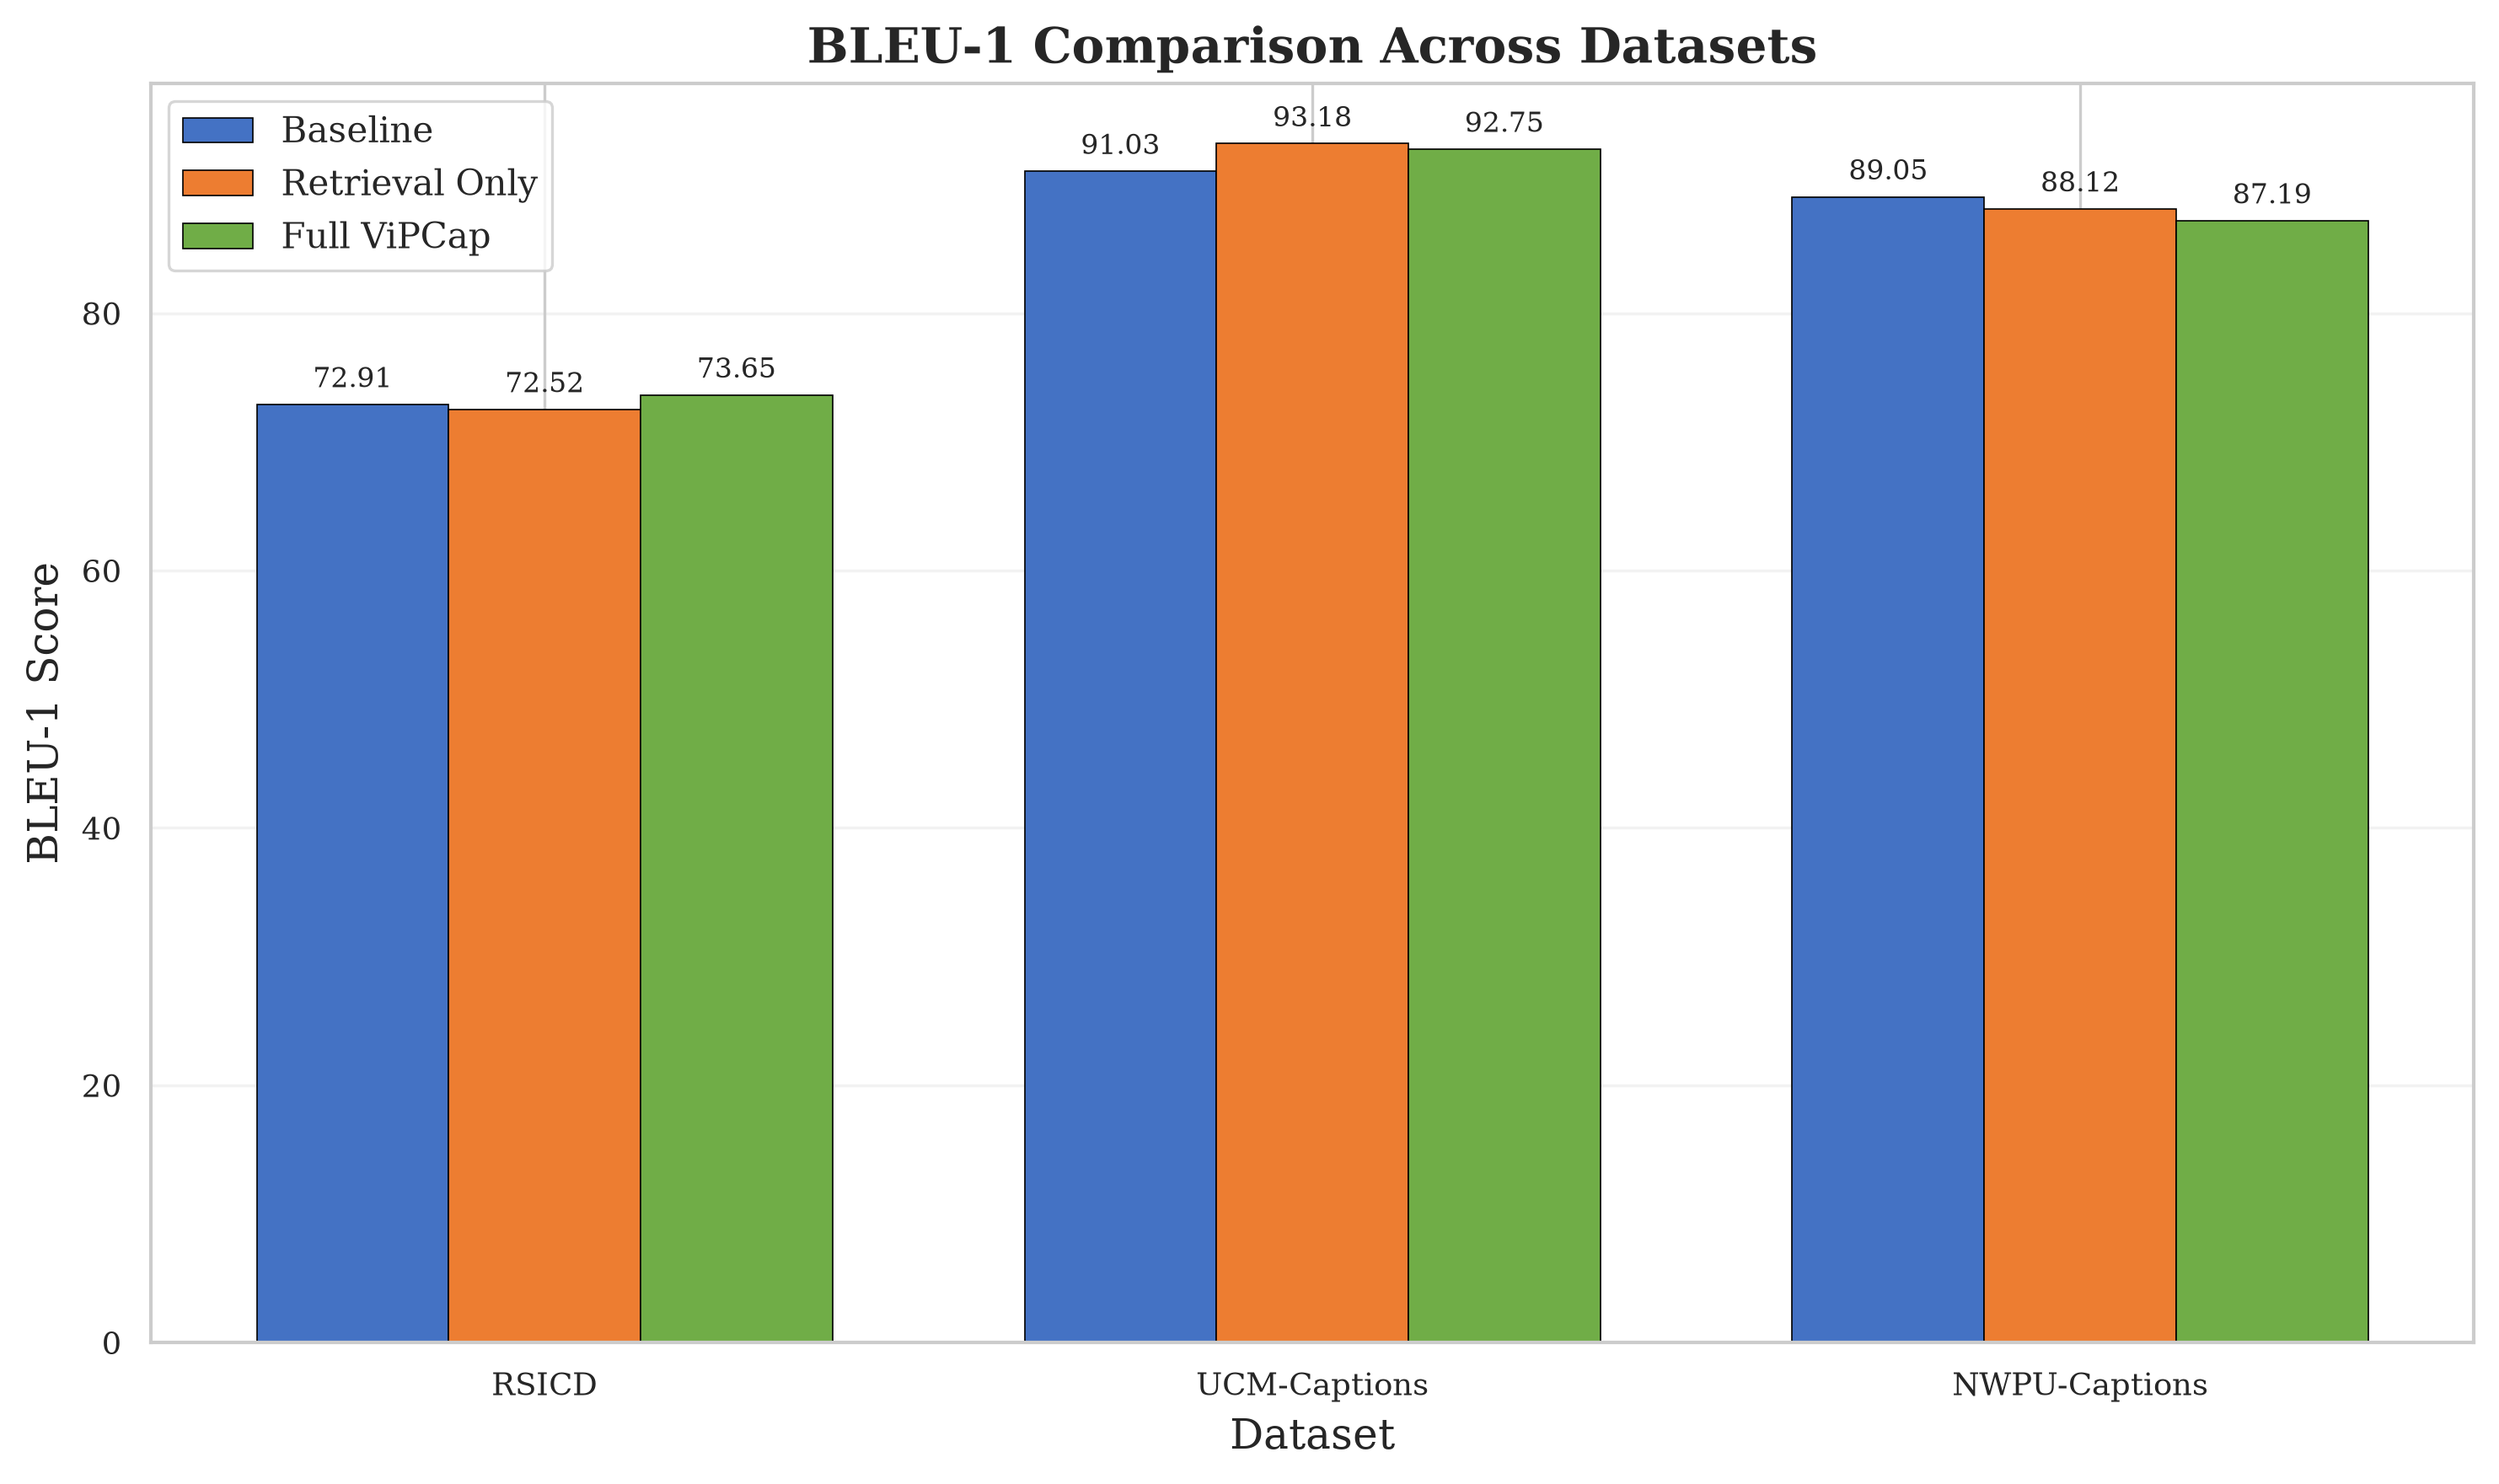 BLEU-1 Comparison Across Datasets
Baseline
Retrieval Only
Full ViPCap
72.91
72.52
73.65
91.03
93.18
92.75
89.05
88.12
87.19
80
60
40
20
0
BLEU-1 Score
RSICD
UCM-Captions
NWPU-Captions
Dataset